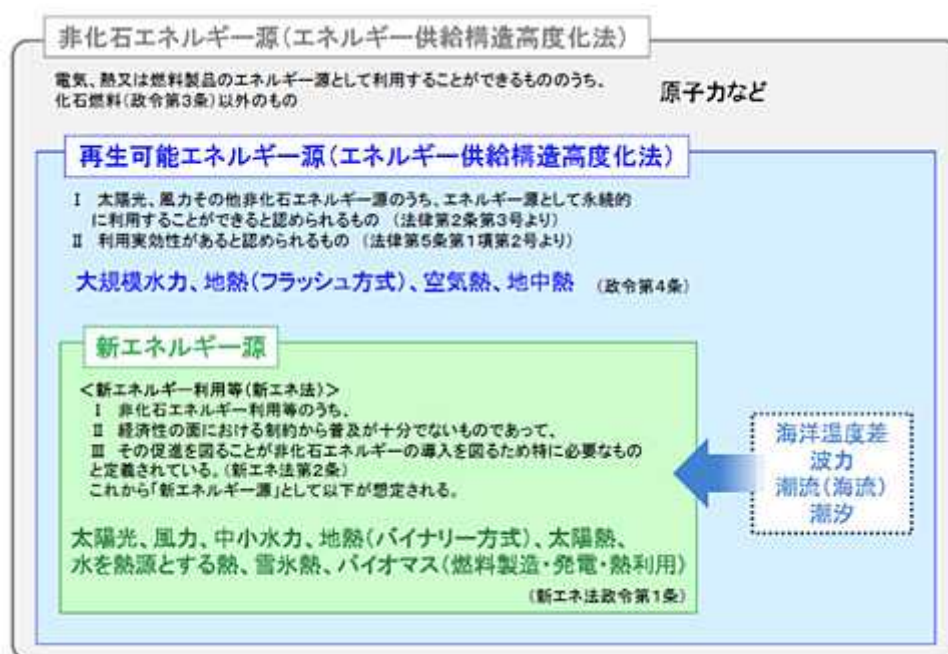 非化石エネルギー源(エネルギー供給構造高度化法)
電気、熱又は燃料製品のエネルギー源として利用することができるもののうち、
化石燃料(政令第3条)以外のもの
原子力など
再生可能エネルギー源(エネルギー供給構造高度化法)
Ⅰ 太陽光、風力その他非化石エネルギー源のうち、エネルギー源として永続的
に利用することができると認められるもの (法律第2条第3号より)
Ⅱ 利用実効性があると認められるもの (法律第5条第1項第2号より)
大規模水力、地熱(フラッシュ方式)、空気熱、地中熱 (政令第4条)
新エネルギー源
<新エネルギー利用等(新エネ法)>
Ⅰ 非化石エネルギー利用等のうち、
Ⅱ 経済性の面における制約から普及が十分でないものであって、
Ⅲ その促進を図ることが非化石エネルギーの導入を図るため特に必要なもの
と定義されている。(新エネ法第2条)
これから「新エネルギー源」として以下が想定される。
太陽光、風力、中小水力、地熱(バイナリー方式)、太陽熱、
水を熱源とする熱、雪氷熱、バイオマス(燃料製造・発電・熱利用)
(新エネ法政令第1条)
海洋温度差
波力
潮流(海流)
潮汐